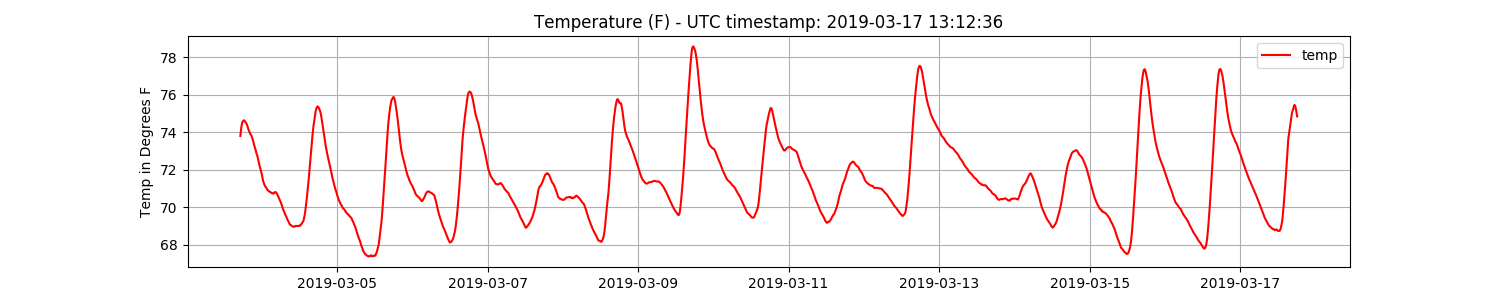 Temperature (F) - UTC timestamp: 2019-03-17 13:12:36
temp
Temp in Degrees F
78
76
74
72
70
68
2019-03-05 2019-03-07 2019-03-09 2019-03-11 2019-03-13 2019-03-15 2019-03-17